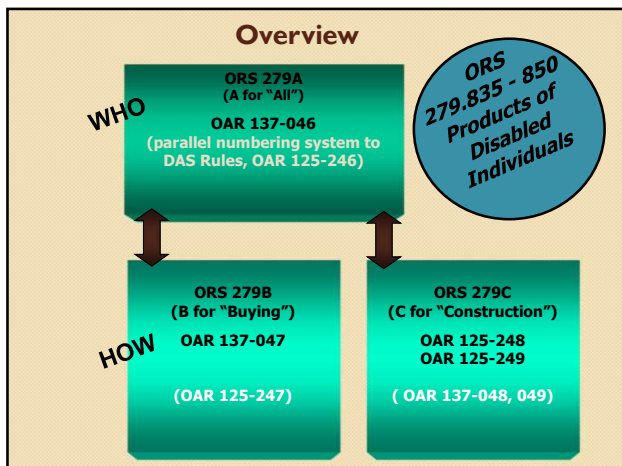 Overview
WHO
ORS 279A
(A for “All”)
OAR 137-046
(parallel numbering system to
DAS Rules, OAR 125-246)
ORS
279.835 - 850
Products of
Disabled
Individuals
HOW
ORS 279B
(B for “Buying”)
OAR 137-047
(OAR 125-247)
ORS 279C
(C for “Construction”)
OAR 125-248
OAR 125-249
( OAR 137-048, 049)